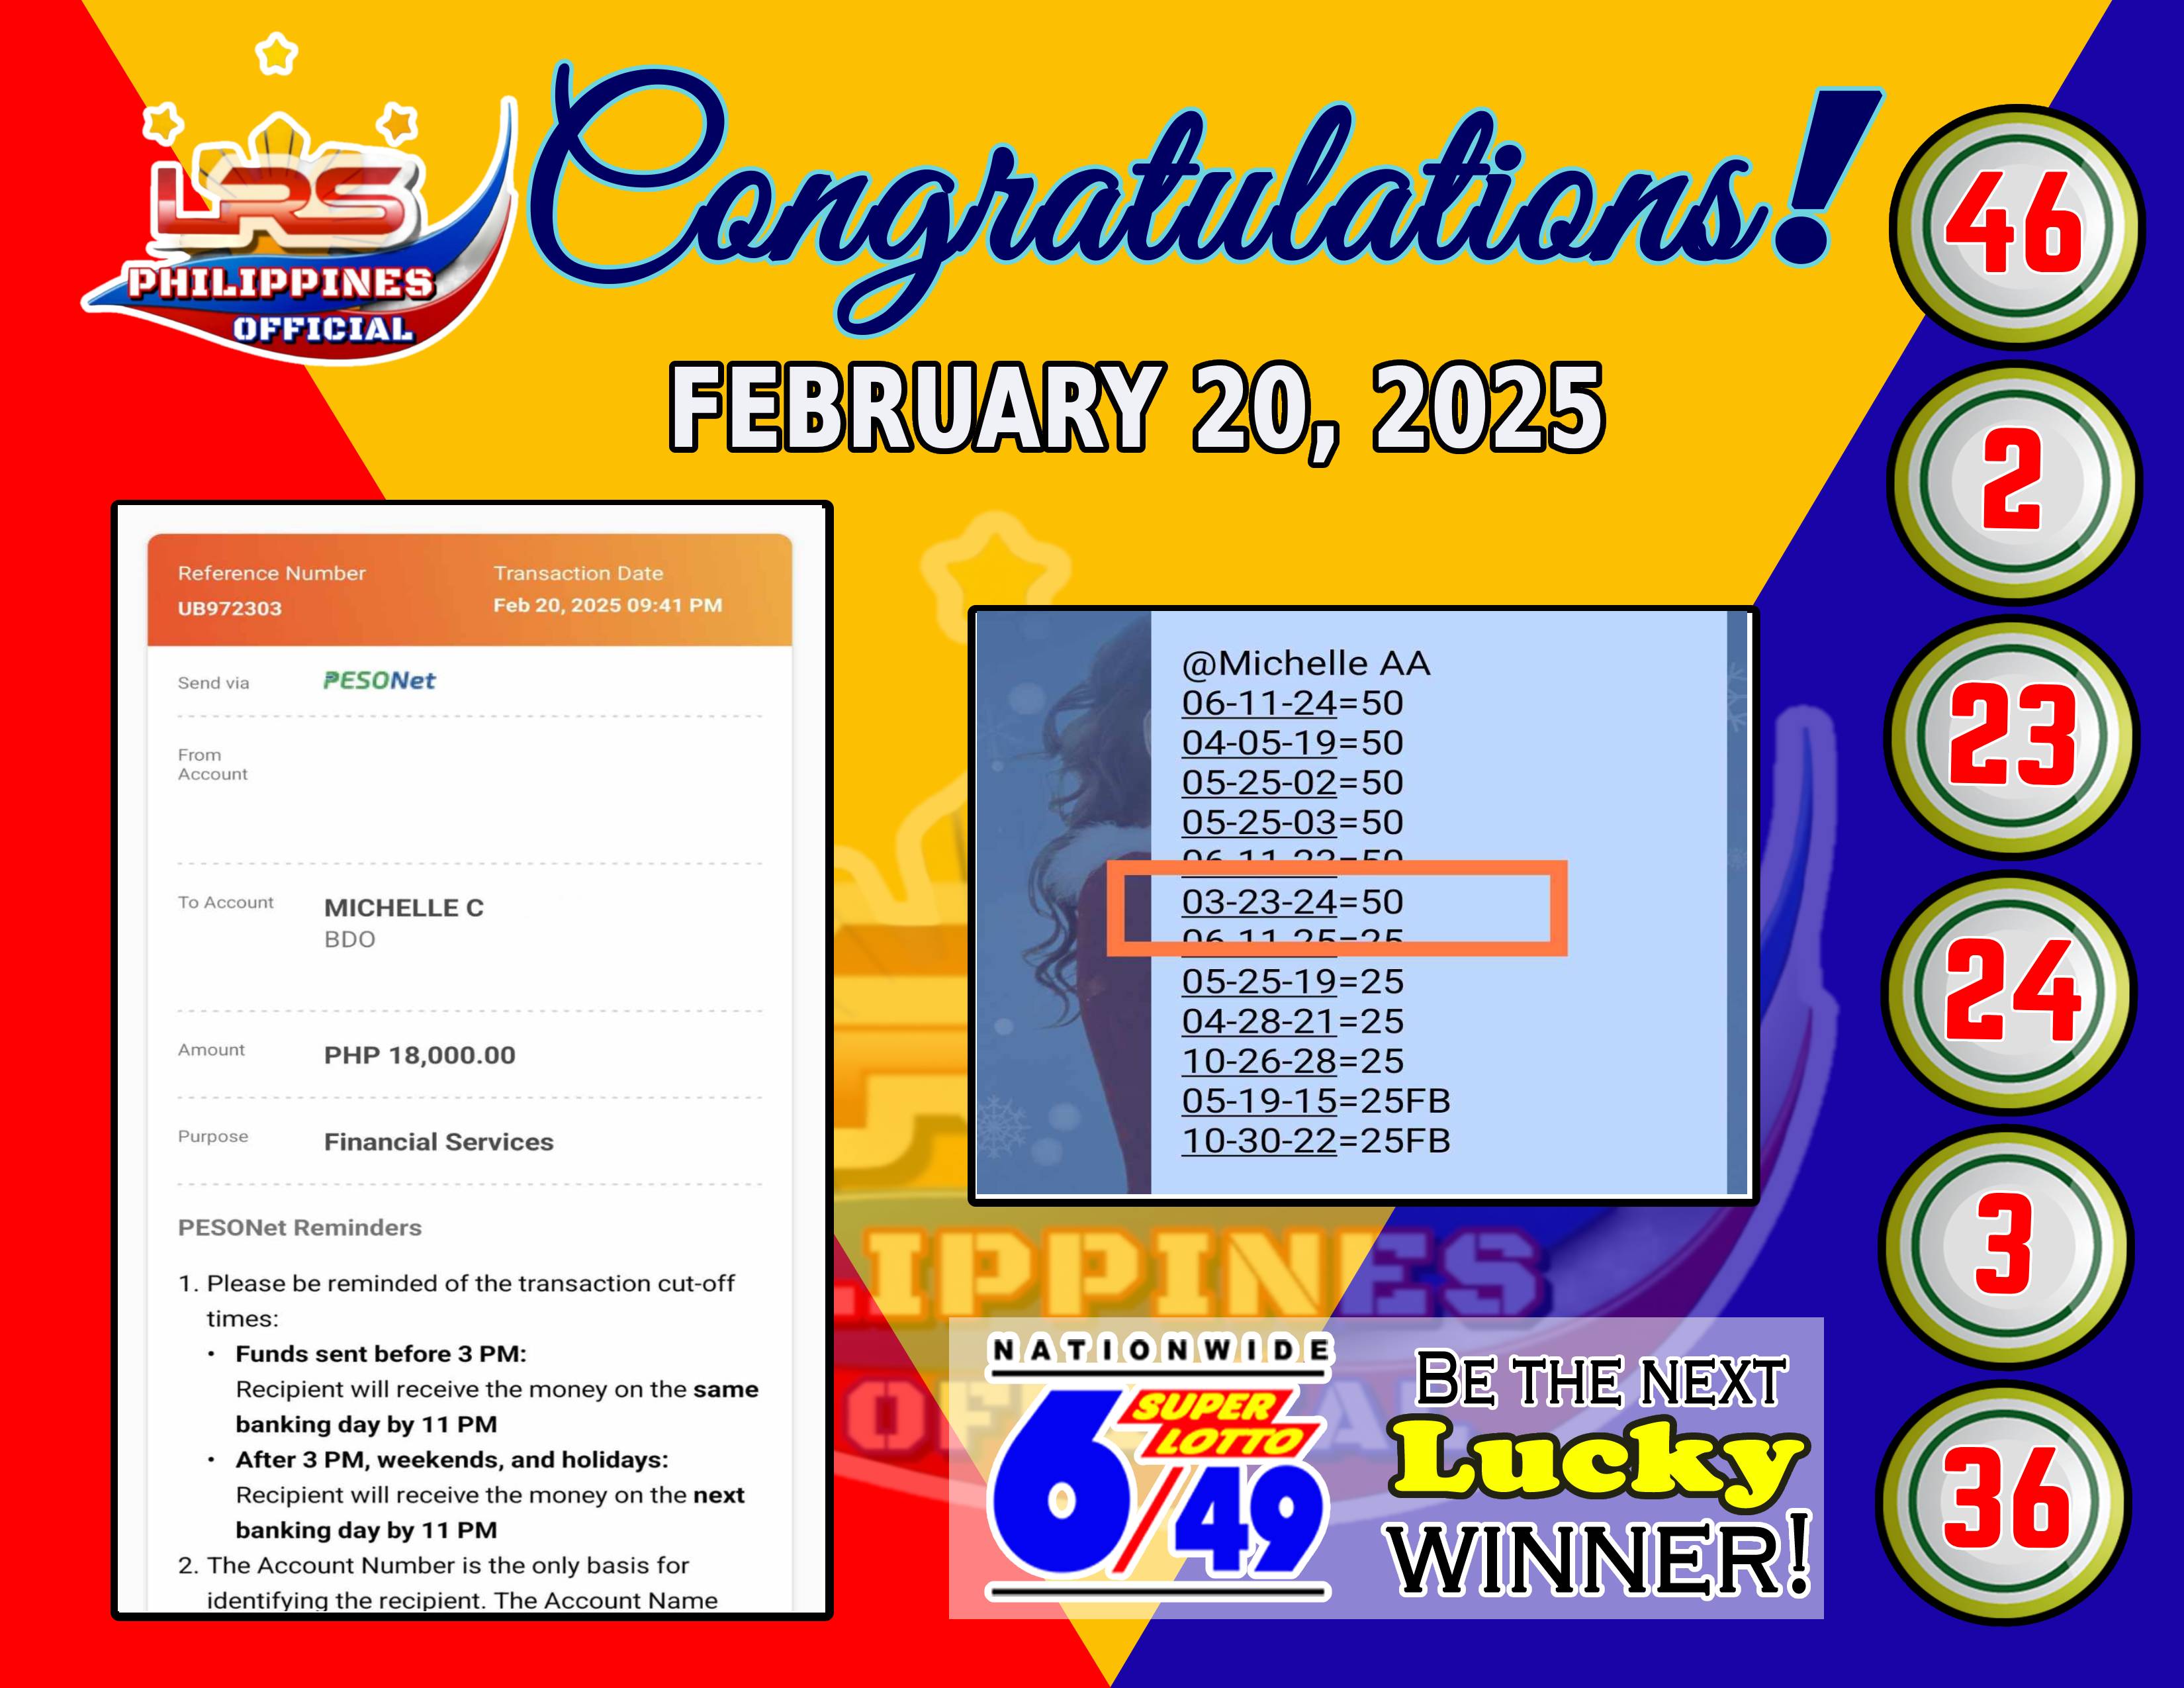 LRS
PHILIPPINES
OFFICIAL
Congratulations!
FEBRUARY 20, 2025
Reference Number
UB972303
Transaction Date
Feb 20, 2025 09:41 PM
Send via
PESONet
From
Account
To Account
MICHELLE C
BDO
Amount
PHP 18,000.00
Purpose
Financial Services
PESONet Reminders
1. Please be reminded of the transaction cut-off
times:
• Funds sent before 3 PM:
Recipient will receive the money on the same
banking day by 11 PM
• After 3 PM, weekends, and holidays:
Recipient will receive the money on the next
banking day by 11 PM
2. The Account Number is the only basis for
identifying the recipient. The Account Name
@Michelle AA
06-11-24=50
04-05-19=50
05-25-02=50
05-25-03=50
03-23-24=50
06-11-25=25
05-25-19=25
04-28-21=25
10-26-28=25
05-19-15=25FB
10-30-22=25FB
NATIONWIDE
SUPER
LOTTO
6/49
BE THE NEXT
Lucky
WINNER!
46
2
23
24
3
36